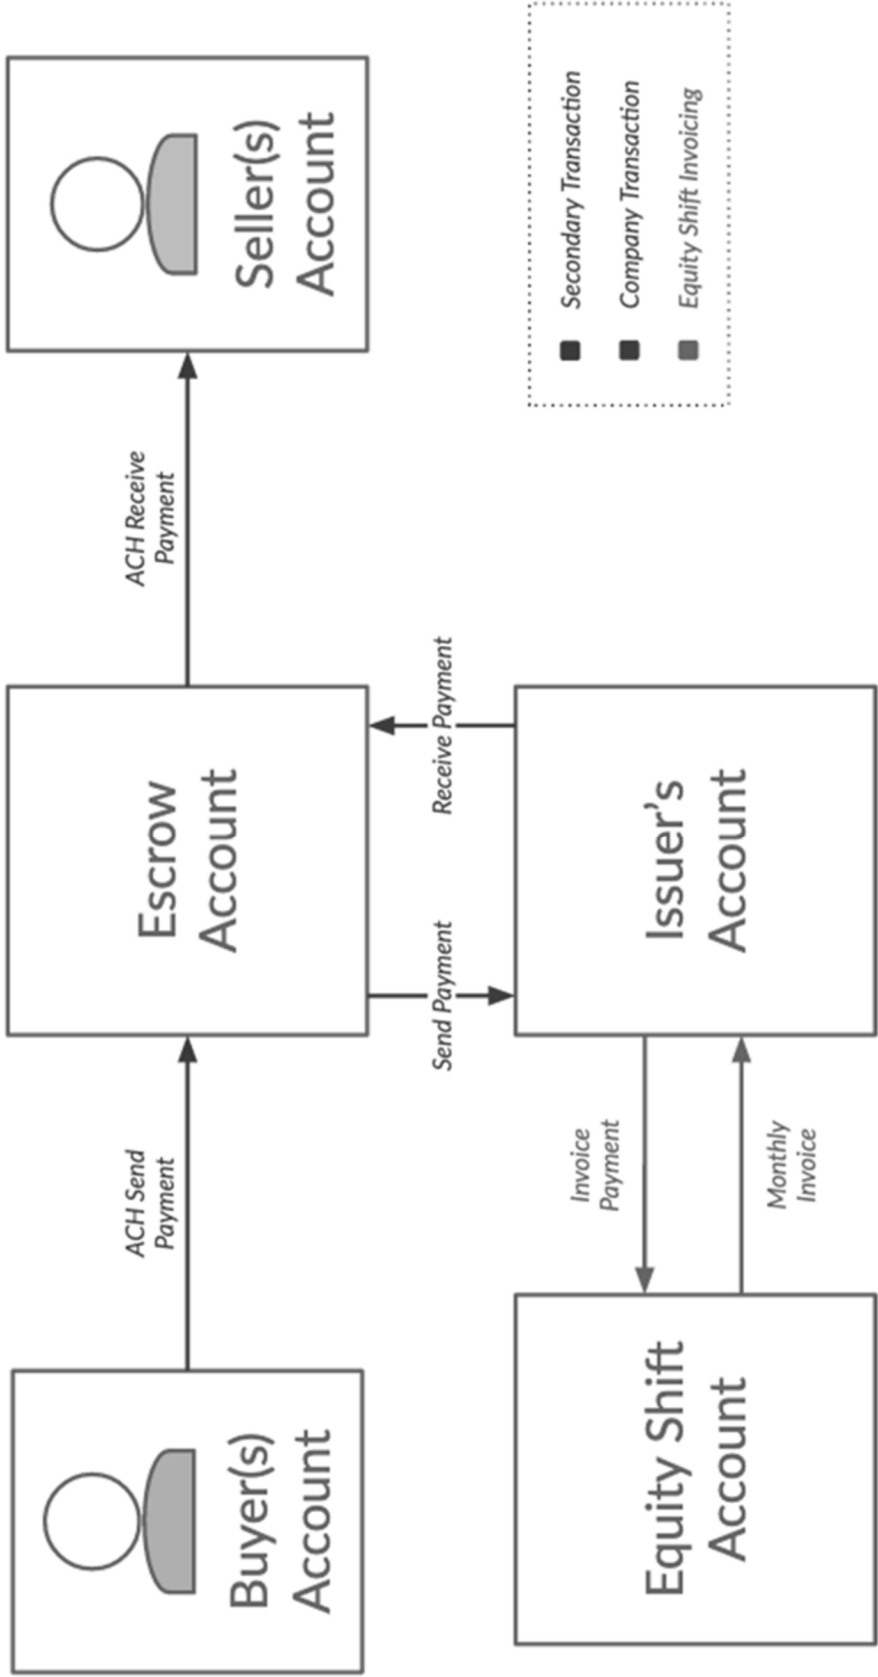 Buyer(s)
Account
ACH Send
Payment
Escrow
Account
ACH Receive
Payment
Seller(s)
Account
Send Payment
Receive Payment
Equity Shift
Account
Invoice
Payment
Monthly
Invoice
Issuer’s
Account
Secondary Transaction
Company Transaction
Equity Shift Invoicing